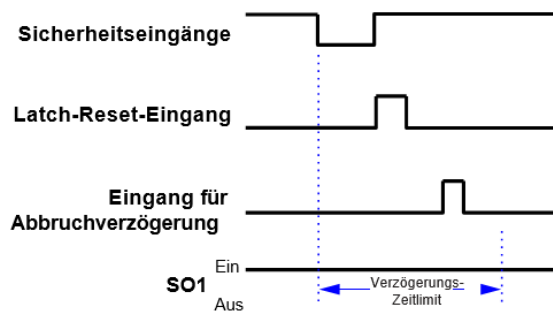 Sicherheitseingänge
Latch-Reset-Eingang
Eingang für
Abbruchverzögerung
SO1
Ein
Aus
Verzögerungs-
Zeitlimit